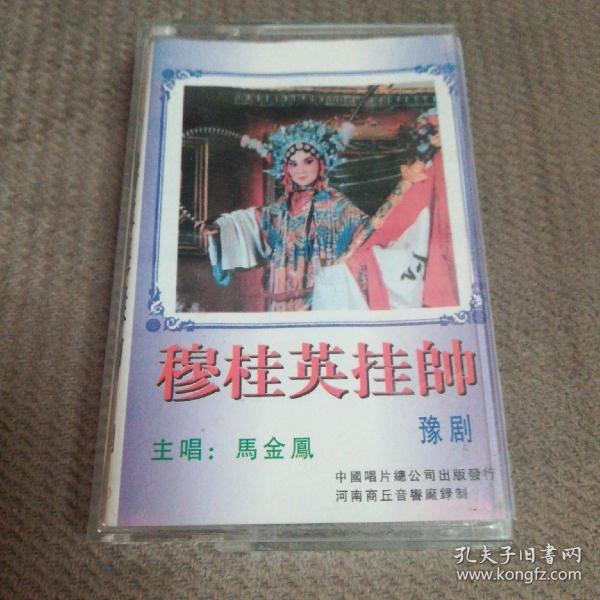 穆桂英挂帥
豫剧
主唱：馬金鳳
中國唱片總公司出版發行
河南商丘音響廠録制
孔夫子旧書网
www.kongfz.com